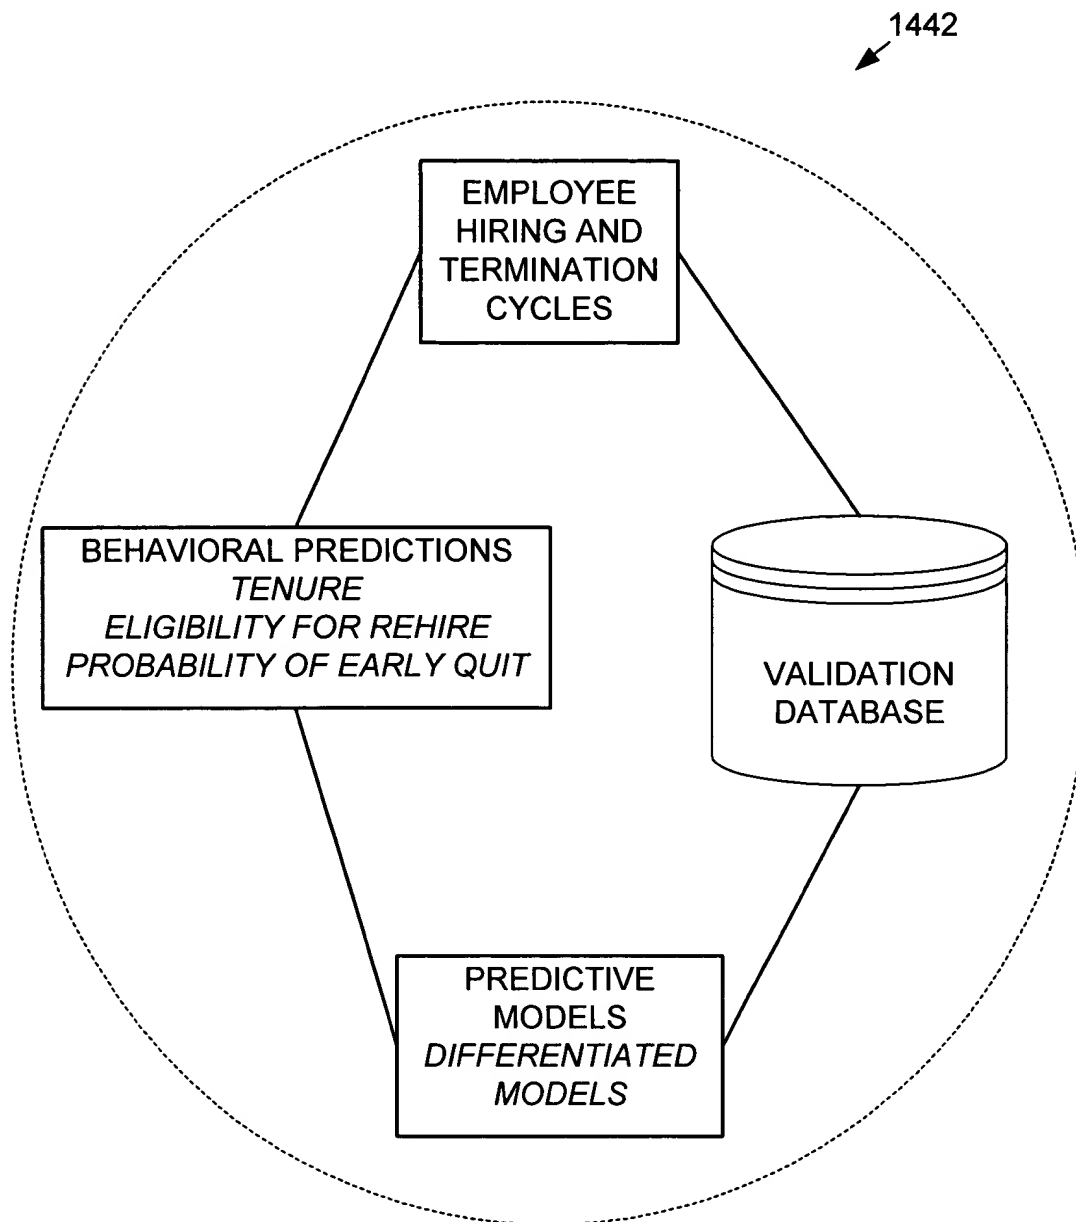 1442
EMPLOYEE
HIRING AND
TERMINATION
CYCLES
BEHAVIORAL PREDICTIONS
TENURE
ELIGIBILITY FOR REHIRE
PROBABILITY OF EARLY QUIT
VALIDATION
DATABASE
PREDICTIVE
MODELS
DIFFERENTIATED
MODELS